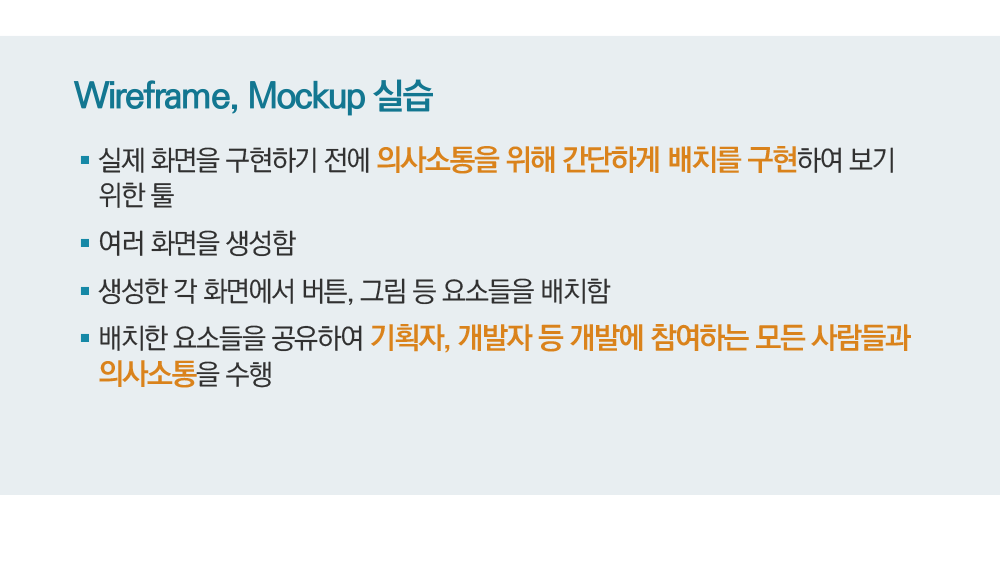 Wireframe, Mockup 실습
▪ 실제 화면을 구현하기 전에 의사소통을 위해 간단하게 배치를 구현하여 보기
위한 툴
▪ 여러 화면을 생성함
▪ 생성한 각 화면에서 버튼, 그림 등 요소들을 배치함
▪ 배치한 요소들을 공유하여 기획자, 개발자 등 개발에 참여하는 모든 사람들과
의사소통을 수행